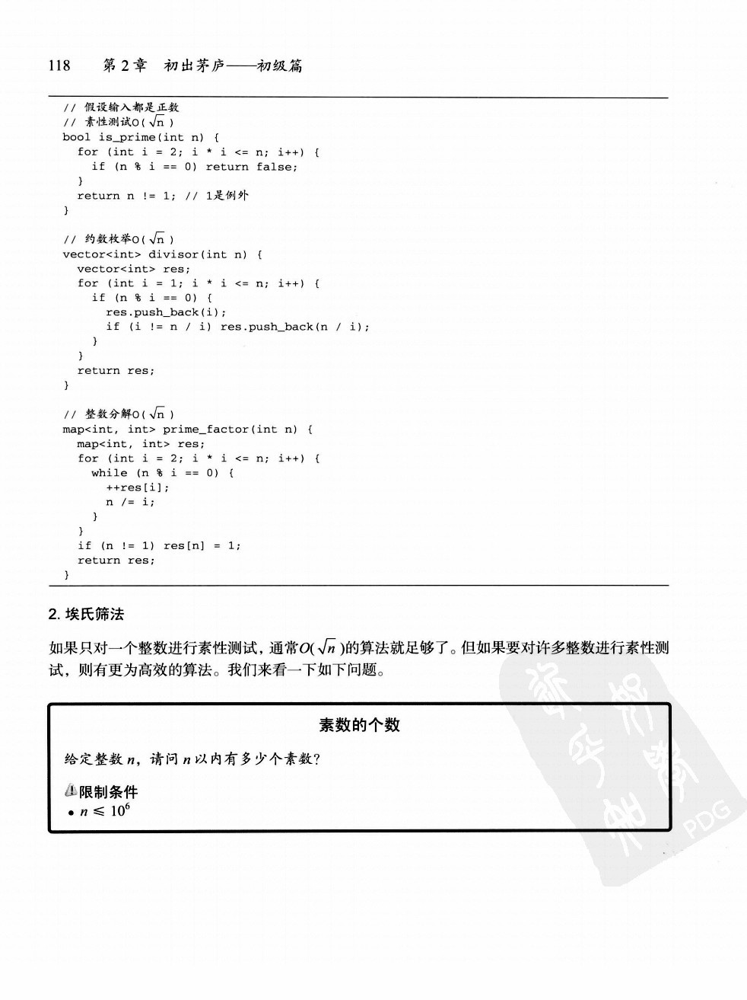 118 第2章 初出茅庐——初级篇
// 假设输入都是正数
// 素性测试O(√n)
bool is_prime(int n) {
  for (int i = 2; i * i <= n; i++) {
    if (n % i == 0) return false;
  }
  return n != 1; // 1是例外
}
// 约数枚举O(√n)
vector<int> divisor(int n) {
  vector<int> res;
  for (int i = 1; i * i <= n; i++) {
    if (n % i == 0) {
      res.push_back(i);
      if (i != n / i) res.push_back(n / i);
    }
  }
  return res;
}
// 整数分解O(√n)
map<int, int> prime_factor(int n) {
  map<int, int> res;
  for (int i = 2; i * i <= n; i++) {
    while (n % i == 0) {
      ++res[i];
      n /= i;
    }
  }
  if (n != 1) res[n] = 1;
  return res;
}
2. 埃氏筛法
如果只对一个整数进行素性测试，通常O(√n)的算法就足够了。但如果要对许多整数进行素性测
试，则有更为高效的算法。我们来看一下如下问题。
素数的个数
给定整数 n，请问 n 以内有多少个素数？
限制条件
• n ≤ 10⁶
PDG